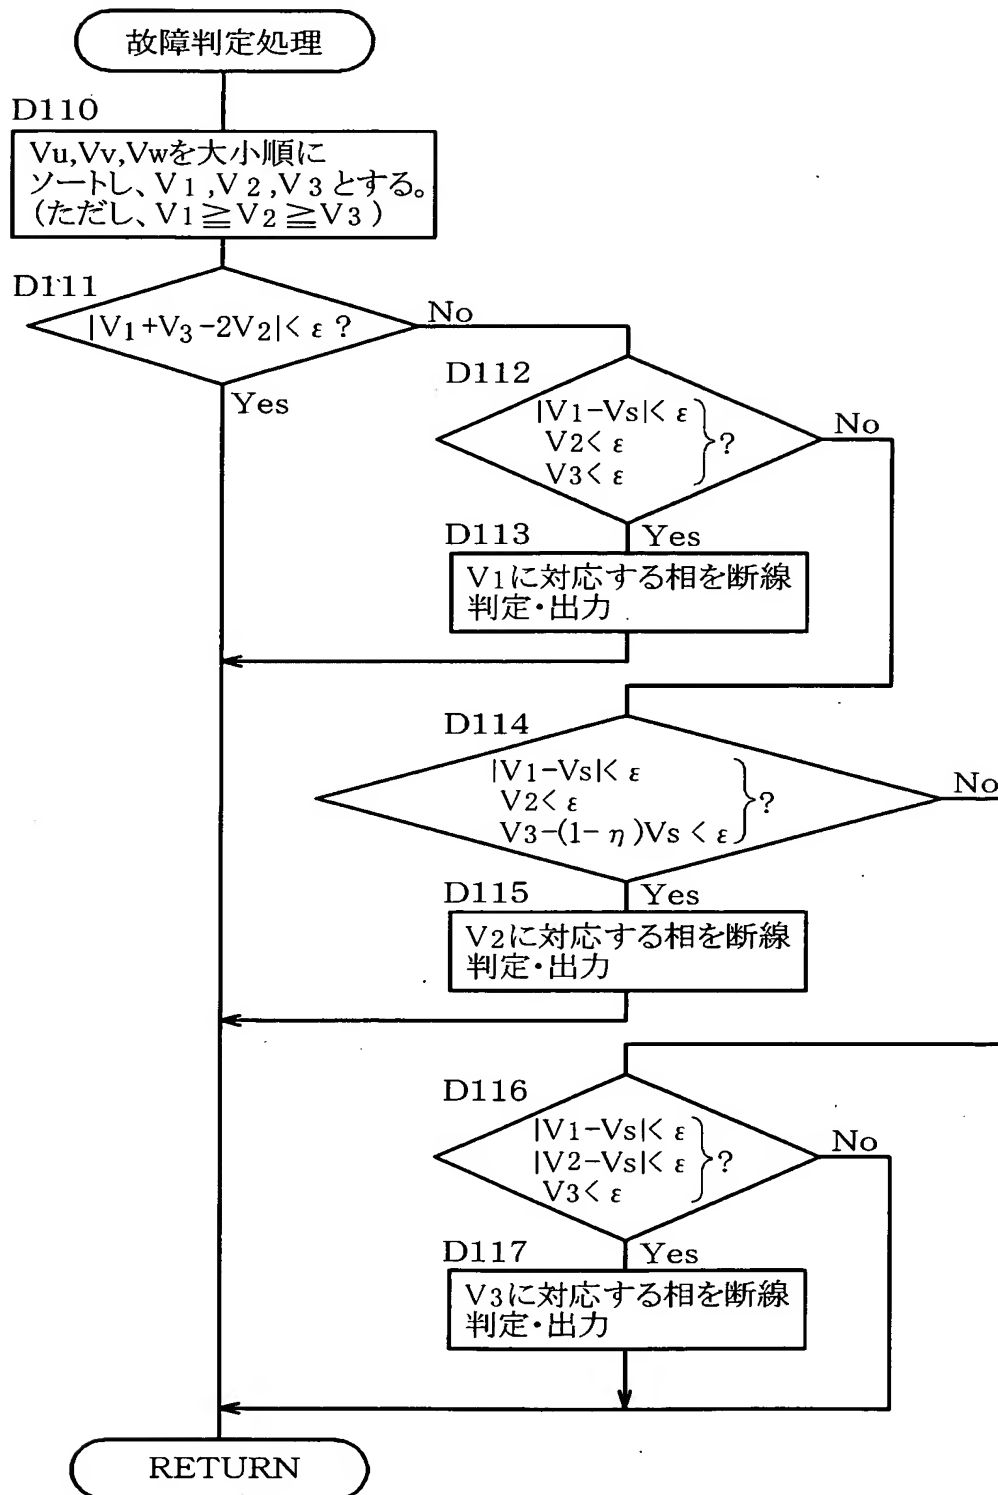 故障判定処理
D110
Vu,Vv,Vwを大小順に
ソートし、V1,V2,V3とする。
(ただし、V1≧V2≧V3)
D111
|V1+V3-2V2|< ε ?
No
Yes
D112
|V1-Vs|< ε
V2< ε
V3< ε
?
No
Yes
D113
V1に対応する相を断線
判定・出力
D114
|V1-Vs|< ε
V2< ε
V3-(1-η)Vs < ε
?
No
Yes
D115
V2に対応する相を断線
判定・出力
D116
|V1-Vs|< ε
|V2-Vs|< ε
V3< ε
?
No
Yes
D117
V3に対応する相を断線
判定・出力
RETURN